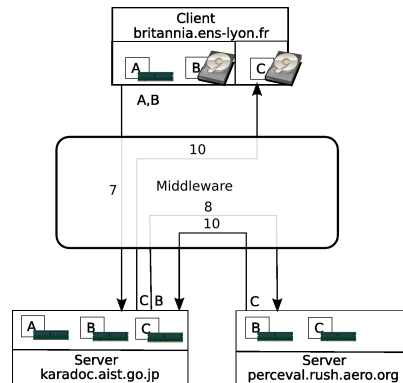 Client
britannia.ens-lyon.fr
A B C
A,B
10
7 Middleware
8
10
C B C
A B C B C
Server Server
karadoc.aist.go.jp perceval.rush.aero.org